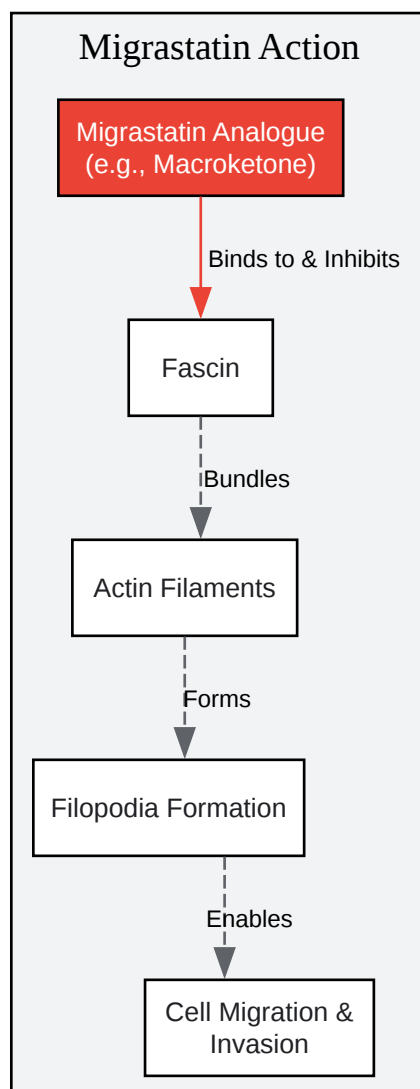 Migrastatin Action
Migrastatin Analogue
(e.g., Macroketone)
Binds to & Inhibits
Fascin
Bundles
Actin Filaments
Forms
Filopodia Formation
Enables
Cell Migration &
Invasion